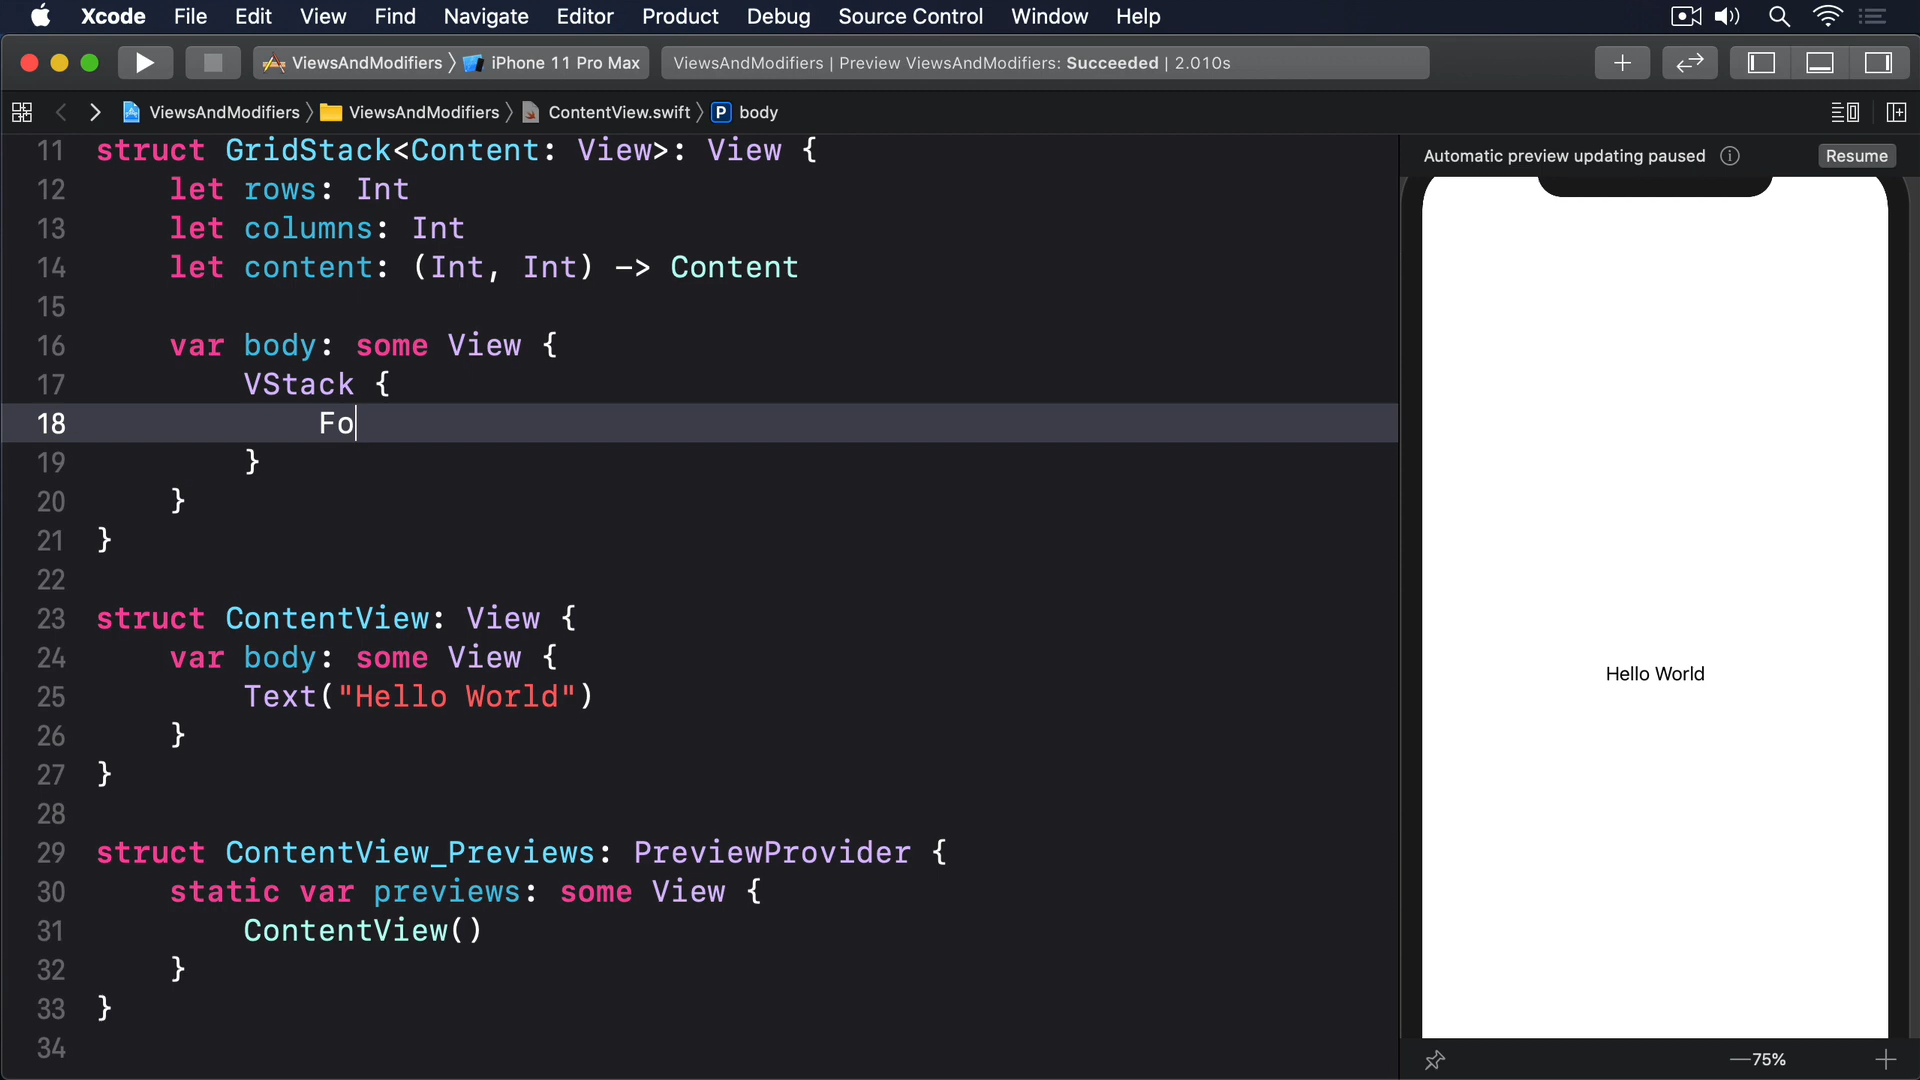 Xcode File Edit View Find Navigate Editor Product Debug Source Control Window Help
ViewsAndModifiers 〉 iPhone 11 Pro Max
ViewsAndModifiers | Preview ViewsAndModifiers: Succeeded | 2.010s
ViewsAndModifiers 〉 ViewsAndModifiers 〉 ContentView.swift 〉 P body
11 struct GridStack<Content: View>: View {
12 let rows: Int
13 let columns: Int
14 let content: (Int, Int) -> Content
15
16 var body: some View {
17 VStack {
18 Fo
19 }
20 }
21 }
22
23 struct ContentView: View {
24 var body: some View {
25 Text("Hello World")
26 }
27 }
28
29 struct ContentView_Previews: PreviewProvider {
30 static var previews: some View {
31 ContentView()
32 }
33 }
34
Automatic preview updating paused
Resume
Hello World
75%